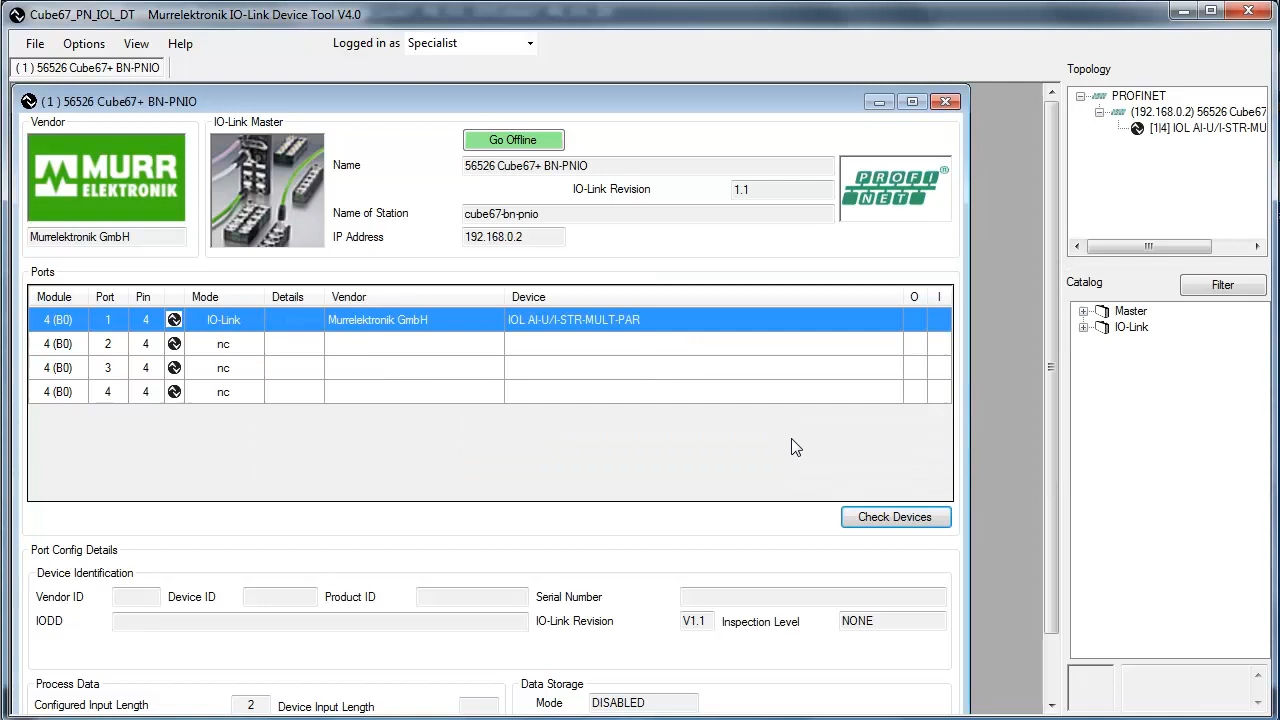 Cube67_PN_IOL_DT Murrelektronik IO-Link Device Tool V4.0
File Options View Help Logged in as Specialist
( 1 ) 56526 Cube67+ BN-PNIO
Topology
PROFINET
(192.168.0.2) 56526 Cube67
[1|4] IOL AI-U/I-STR-MU
( 1 ) 56526 Cube67+ BN-PNIO
Vendor
MURR
ELEKTRONIK
Murrelektronik GmbH
IO-Link Master
Go Offline
Name 56526 Cube67+ BN-PNIO
IO-Link Revision 1.1
Name of Station cube67-bn-pnio
IP Address 192.168.0.2
PROFI
NET
®
Catalog Filter
Master
IO-Link
Ports
Module Port Pin Mode Details Vendor Device O I
4 (B0) 1 4 IO-Link Murrelektronik GmbH IOL AI-U/I-STR-MULT-PAR
4 (B0) 2 4 nc
4 (B0) 3 4 nc
4 (B0) 4 4 nc
Check Devices
Port Config Details
Device Identification
Vendor ID Device ID Product ID Serial Number
IODD IO-Link Revision V1.1 Inspection Level NONE
Process Data
Configured Input Length 2 Device Input Length
Data Storage
Mode DISABLED